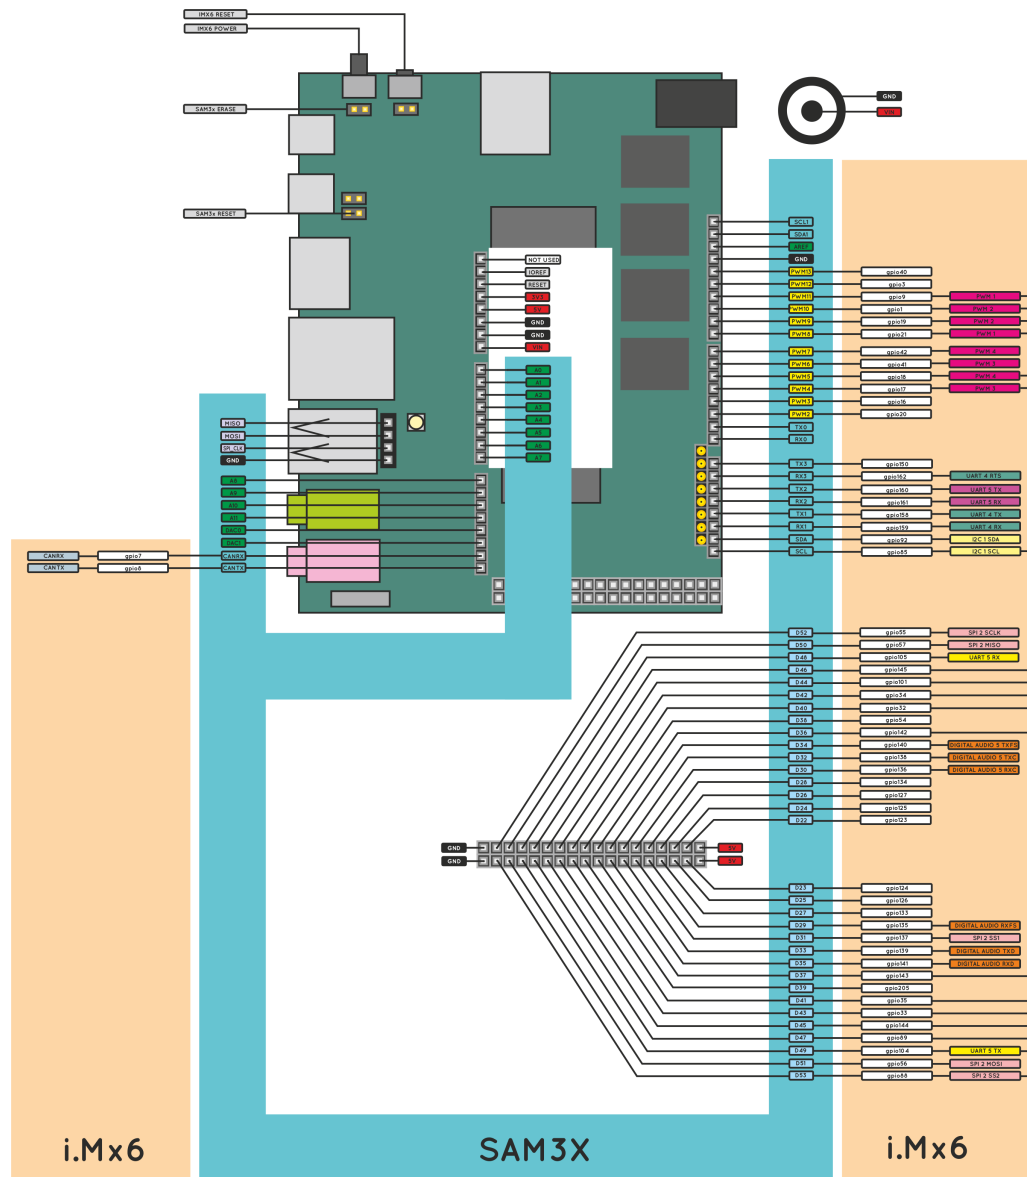 IMX6 RESET
IMX6 POWER
SAM3x ERASE
SAM3x RESET
GND
VIN
NOT USED
IOREF
RESET
3V3
5V
GND
GND
VIN
A0
A1
A2
A3
A4
A5
A6
A7
MISO
MOSI
SPI_CLK
GND
A8
A9
A10
A11
DAC0
DAC1
CANRX gpio7 CANRX
CANTX gpio8 CANTX
SCL1
SDA1
AREF
GND
PWM13 gpio40
PWM12 gpio3
PWM11 gpio9 PWM 1
PWM10 gpio1 PWM 2
PWM9 gpio19 PWM 2
PWM8 gpio21 PWM 1
PWM7 gpio42 PWM 4
PWM6 gpio41 PWM 3
PWM5 gpio18 PWM 4
PWM4 gpio17 PWM 3
PWM3 gpio16
PWM2 gpio20
TX0
RX0
TX3 gpio150
RX3 gpio162 UART 4 RTS
TX2 gpio160 UART 3 TX
RX2 gpio161 UART 3 RX
TX1 gpio158 UART 4 TX
RX1 gpio159 UART 4 RX
SDA gpio92 I2C 1 SDA
SCL gpio85 I2C 1 SCL
D52 gpio55 SPI 2 SCLK
D50 gpio57 SPI 2 MISO
D48 gpio105 UART 5 RX
D46 gpio145
D44 gpio101
D42 gpio34
D40 gpio32
D38 gpio54
D36 gpio142
D34 gpio140 DIGITAL AUDIO 5 TXFS
D32 gpio138 DIGITAL AUDIO 5 TXC
D30 gpio136 DIGITAL AUDIO 5 RXC
D28 gpio134
D26 gpio127
D24 gpio125
D22 gpio123
GND 5V
GND 5V
D23 gpio124
D25 gpio126
D27 gpio133
D29 gpio135 DIGITAL AUDIO RXFS
D31 gpio137 SPI 2 SS1
D33 gpio139 DIGITAL AUDIO TXD
D35 gpio141 DIGITAL AUDIO RXD
D37 gpio143
D39 gpio205
D41 gpio35
D43 gpio33
D45 gpio144
D47 gpio89
D49 gpio104 UART 5 TX
D51 gpio56 SPI 2 MOSI
D53 gpio88 SPI 2 SS2
i.Mx6 SAM3X i.Mx6